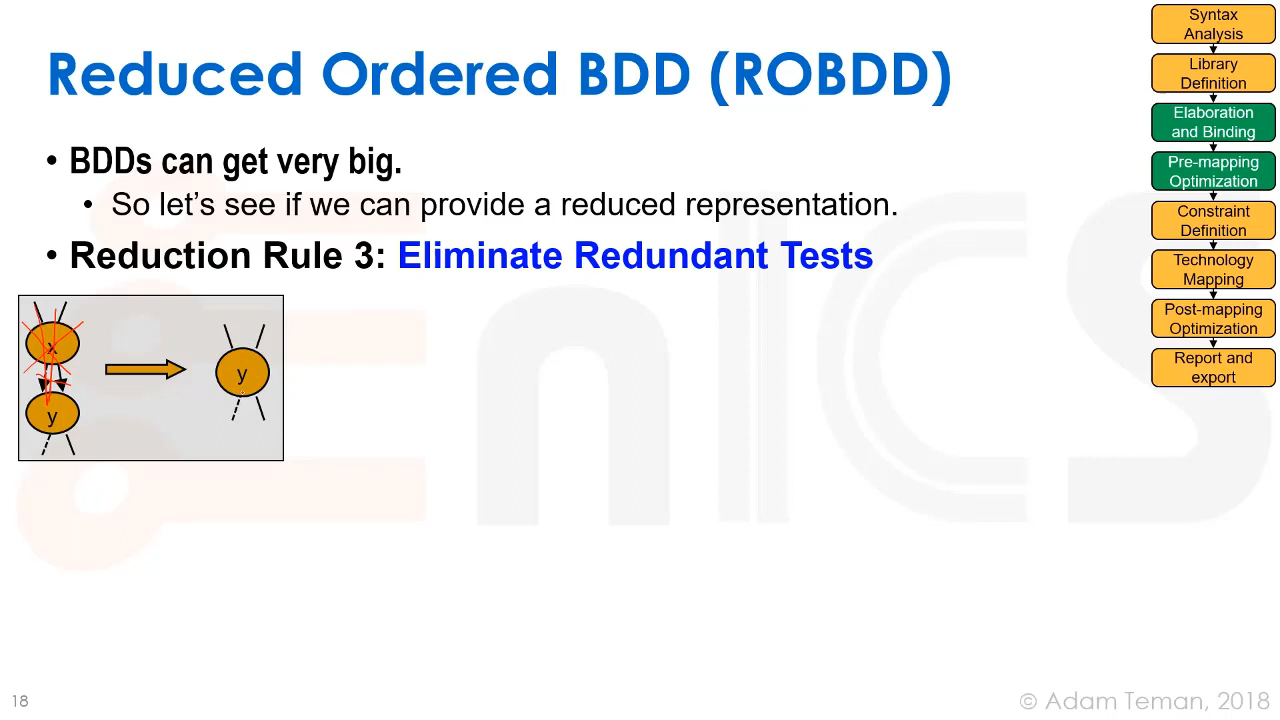 Reduced Ordered BDD (ROBDD)
• BDDs can get very big.
• So let's see if we can provide a reduced representation.
• Reduction Rule 3: Eliminate Redundant Tests
x
y
y
Syntax
Analysis
Library
Definition
Elaboration
and Binding
Pre-mapping
Optimization
Constraint
Definition
Technology
Mapping
Post-mapping
Optimization
Report and
export
EnICS
18
© Adam Teman, 2018